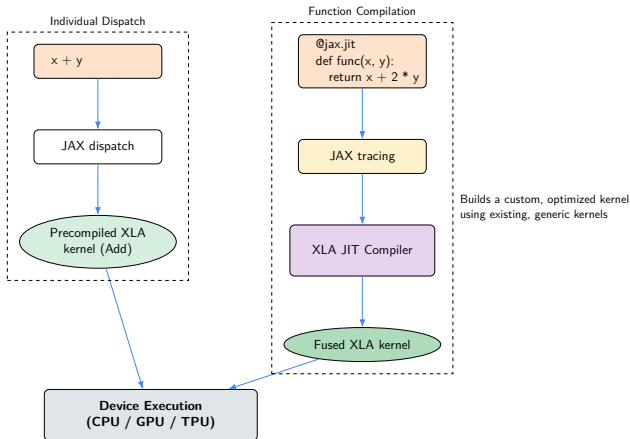 Individual Dispatch
x + y
JAX dispatch
Precompiled XLA
kernel (Add)
Function Compilation
@jax.jit
def func(x, y):
return x + 2 * y
JAX tracing
XLA JIT Compiler
Fused XLA kernel
Builds a custom, optimized kernel
using existing, generic kernels
Device Execution
(CPU / GPU / TPU)